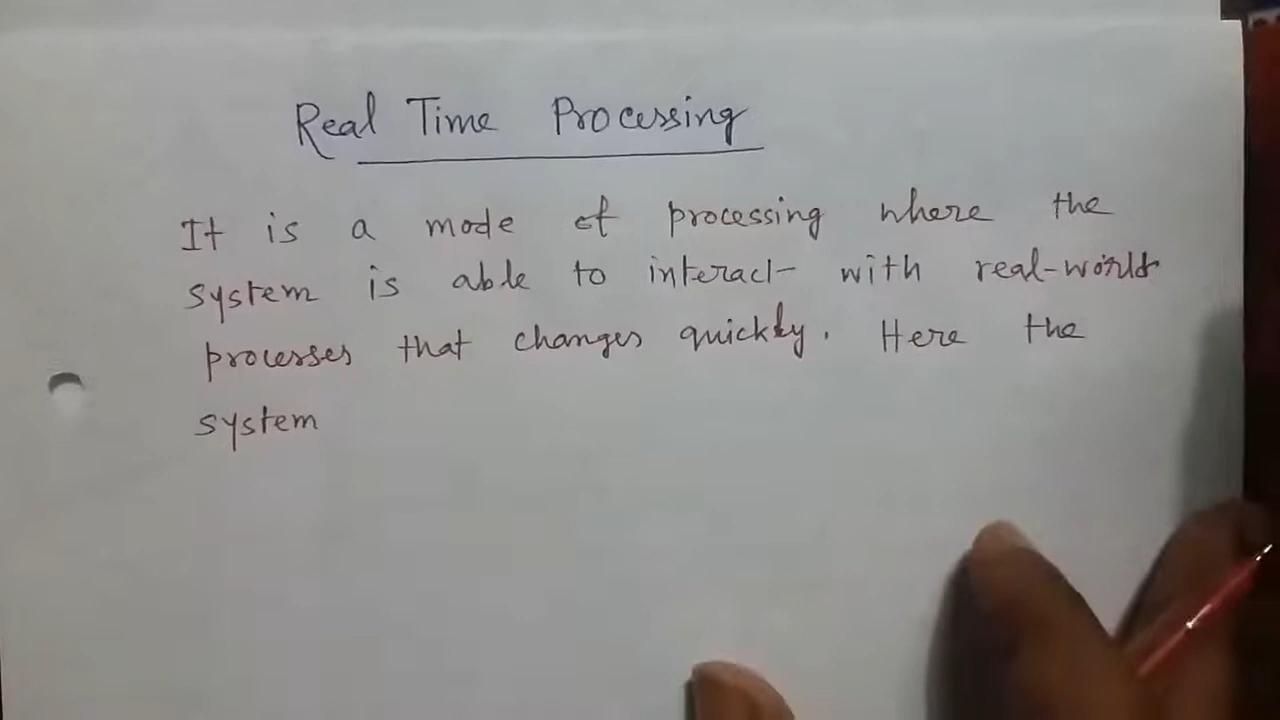 Real Time Processing
It is a mode of processing where the
system is able to interact with real-world
processes that changes quickly. Here the
system